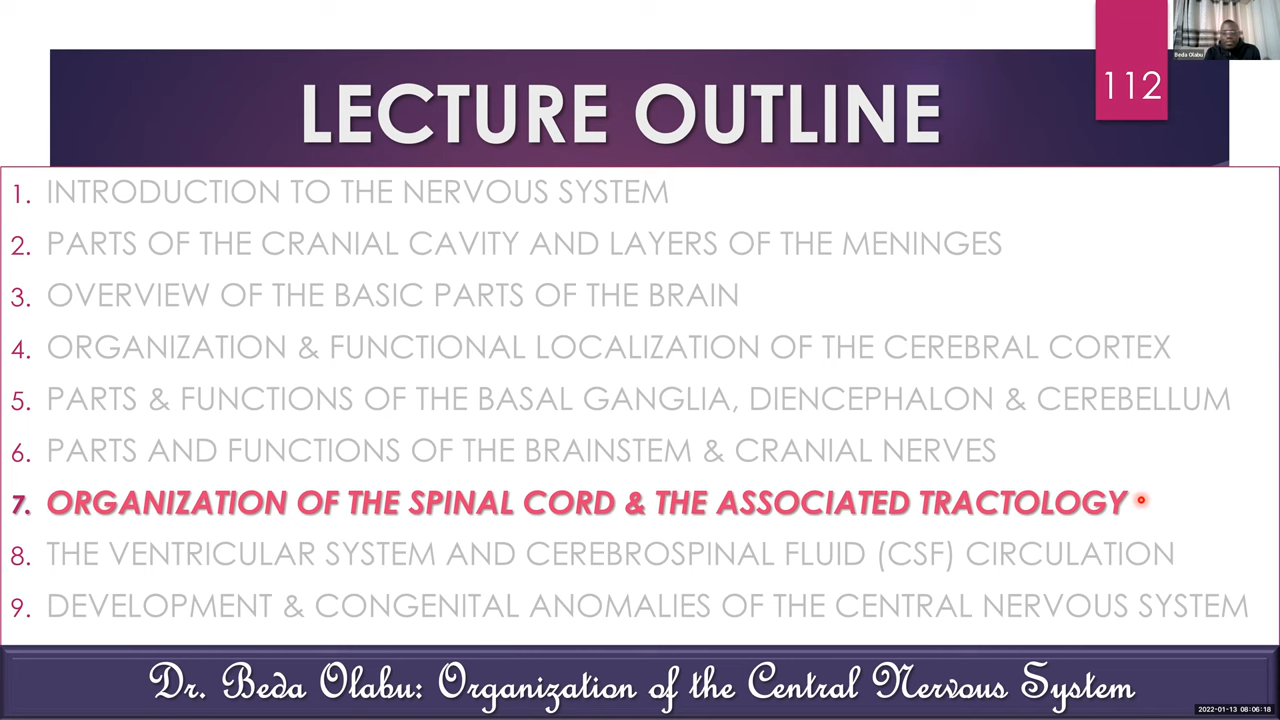 112
Beda Olabu
LECTURE OUTLINE
1. INTRODUCTION TO THE NERVOUS SYSTEM
2. PARTS OF THE CRANIAL CAVITY AND LAYERS OF THE MENINGES
3. OVERVIEW OF THE BASIC PARTS OF THE BRAIN
4. ORGANIZATION & FUNCTIONAL LOCALIZATION OF THE CEREBRAL CORTEX
5. PARTS & FUNCTIONS OF THE BASAL GANGLIA, DIENCEPHALON & CEREBELLUM
6. PARTS AND FUNCTIONS OF THE BRAINSTEM & CRANIAL NERVES
7. ORGANIZATION OF THE SPINAL CORD & THE ASSOCIATED TRACTOLOGY
8. THE VENTRICULAR SYSTEM AND CEREBROSPINAL FLUID (CSF) CIRCULATION
9. DEVELOPMENT & CONGENITAL ANOMALIES OF THE CENTRAL NERVOUS SYSTEM
Dr. Beda Olabu: Organization of the Central Nervous System
2022-01-13 08:06:18